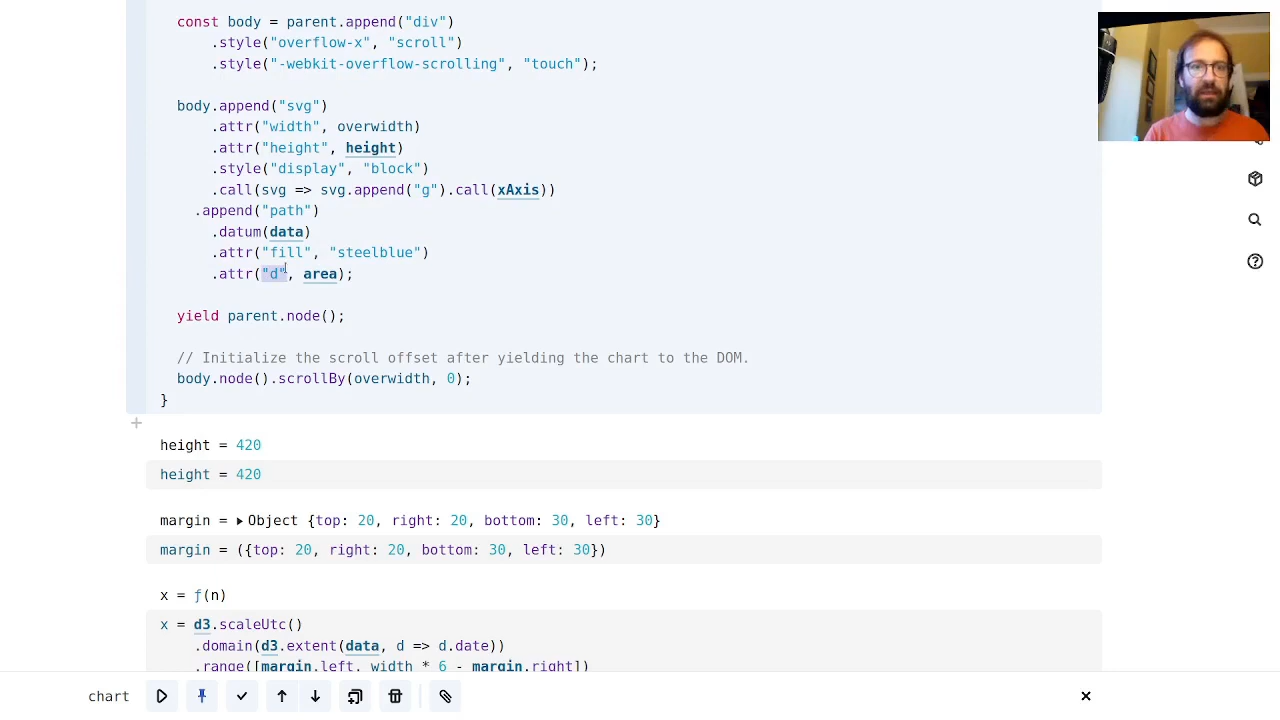 const body = parent.append("div")
.style("overflow-x", "scroll")
.style("-webkit-overflow-scrolling", "touch");
body.append("svg")
.attr("width", overwidth)
.attr("height", height)
.style("display", "block")
.call(svg => svg.append("g").call(xAxis))
.append("path")
.datum(data)
.attr("fill", "steelblue")
.attr("d", area);
yield parent.node();
// Initialize the scroll offset after yielding the chart to the DOM.
body.node().scrollBy(overwidth, 0);
}
height = 420
height = 420
margin = ▸Object {top: 20, right: 20, bottom: 30, left: 30}
margin = ({top: 20, right: 20, bottom: 30, left: 30})
x = ƒ(n)
x = d3.scaleUtc()
.domain(d3.extent(data, d => d.date))
.range([margin.left, width * 6 - margin.right])
chart